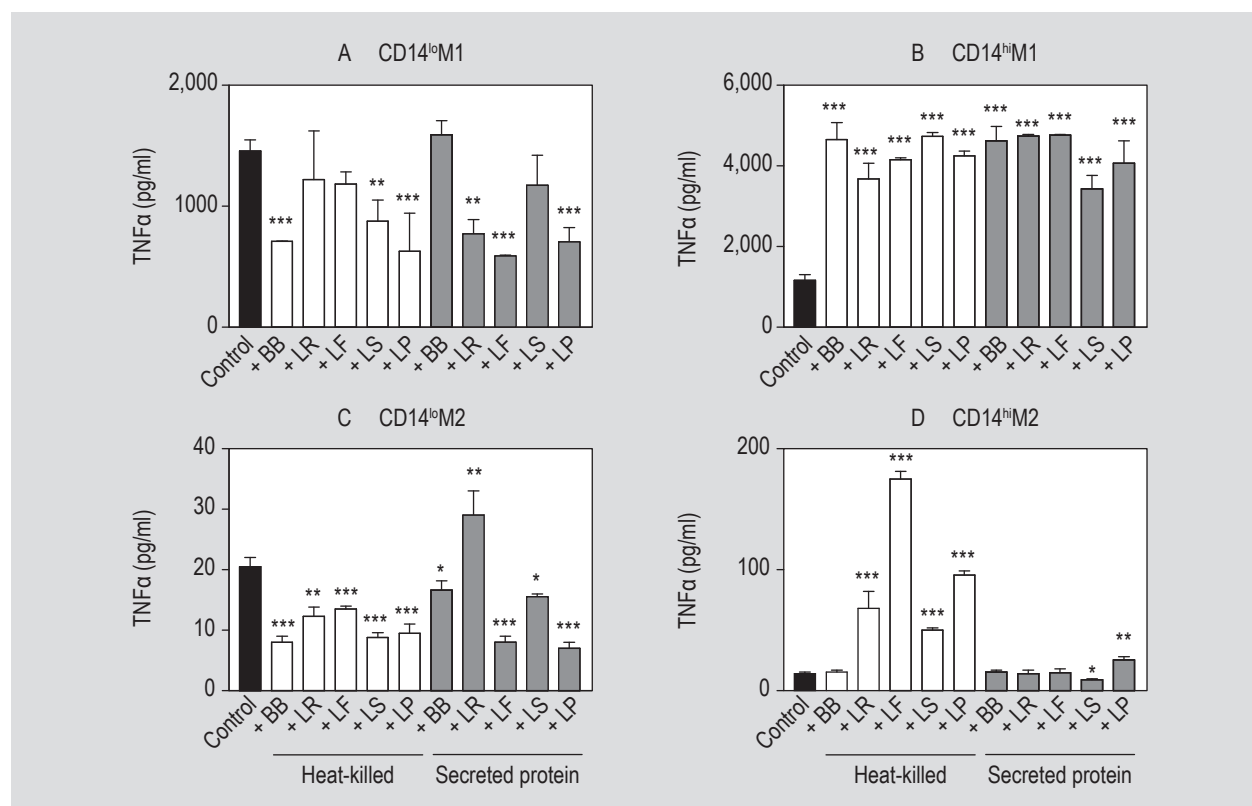 A CD14loM1
TNFα (pg/ml)
2,000
1000
0
***
**
***
**
***
***
Control
+ BB
+ LR
+ LF
+ LS
+ LP
+ BB
+ LR
+ LF
+ LS
+ LP
B CD14hiM1
TNFα (pg/ml)
6,000
4,000
2,000
0
***
***
***
***
***
***
***
***
***
***
Control
+ BB
+ LR
+ LF
+ LS
+ LP
+ BB
+ LR
+ LF
+ LS
+ LP
C CD14loM2
TNFα (pg/ml)
40
30
20
10
0
***
**
***
***
***
*
**
***
*
***
Control
+ BB
+ LR
+ LF
+ LS
+ LP
+ BB
+ LR
+ LF
+ LS
+ LP
Heat-killed
Secreted protein
D CD14hiM2
TNFα (pg/ml)
200
100
0
***
***
***
***
*
**
Control
+ BB
+ LR
+ LF
+ LS
+ LP
+ BB
+ LR
+ LF
+ LS
+ LP
Heat-killed
Secreted protein